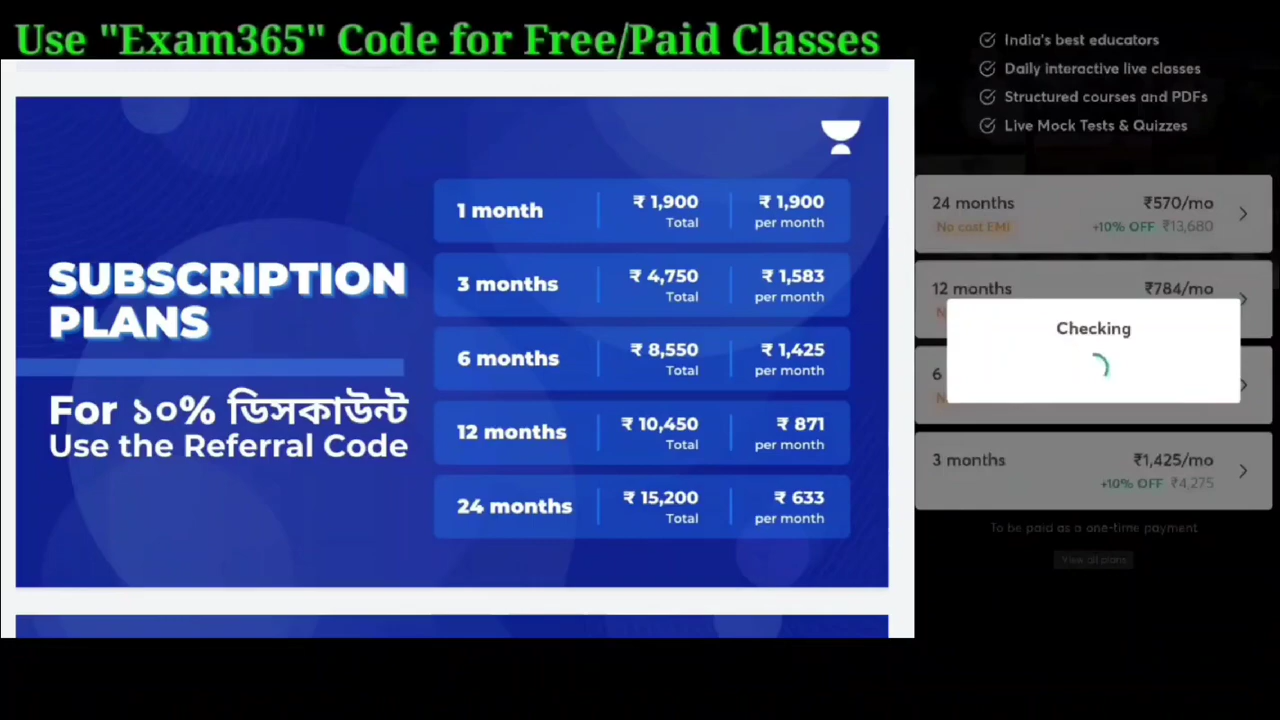 Use "Exam365" Code for Free/Paid Classes
SUBSCRIPTION
PLANS
For ১০% ডিসকাউন্ট
Use the Referral Code
1 month ₹ 1,900 ₹ 1,900
Total per month
3 months ₹ 4,750 ₹ 1,583
Total per month
6 months ₹ 8,550 ₹ 1,425
Total per month
12 months ₹ 10,450 ₹ 871
Total per month
24 months ₹ 15,200 ₹ 633
Total per month
India's best educators
Daily interactive live classes
Structured courses and PDFs
Live Mock Tests & Quizzes
24 months ₹570/mo
No cost EMI +10% OFF ₹13,680
12 months ₹784/mo
Checking
6
3 months ₹1,425/mo
+10% OFF ₹4,275
To be paid as a one-time payment
View all plans